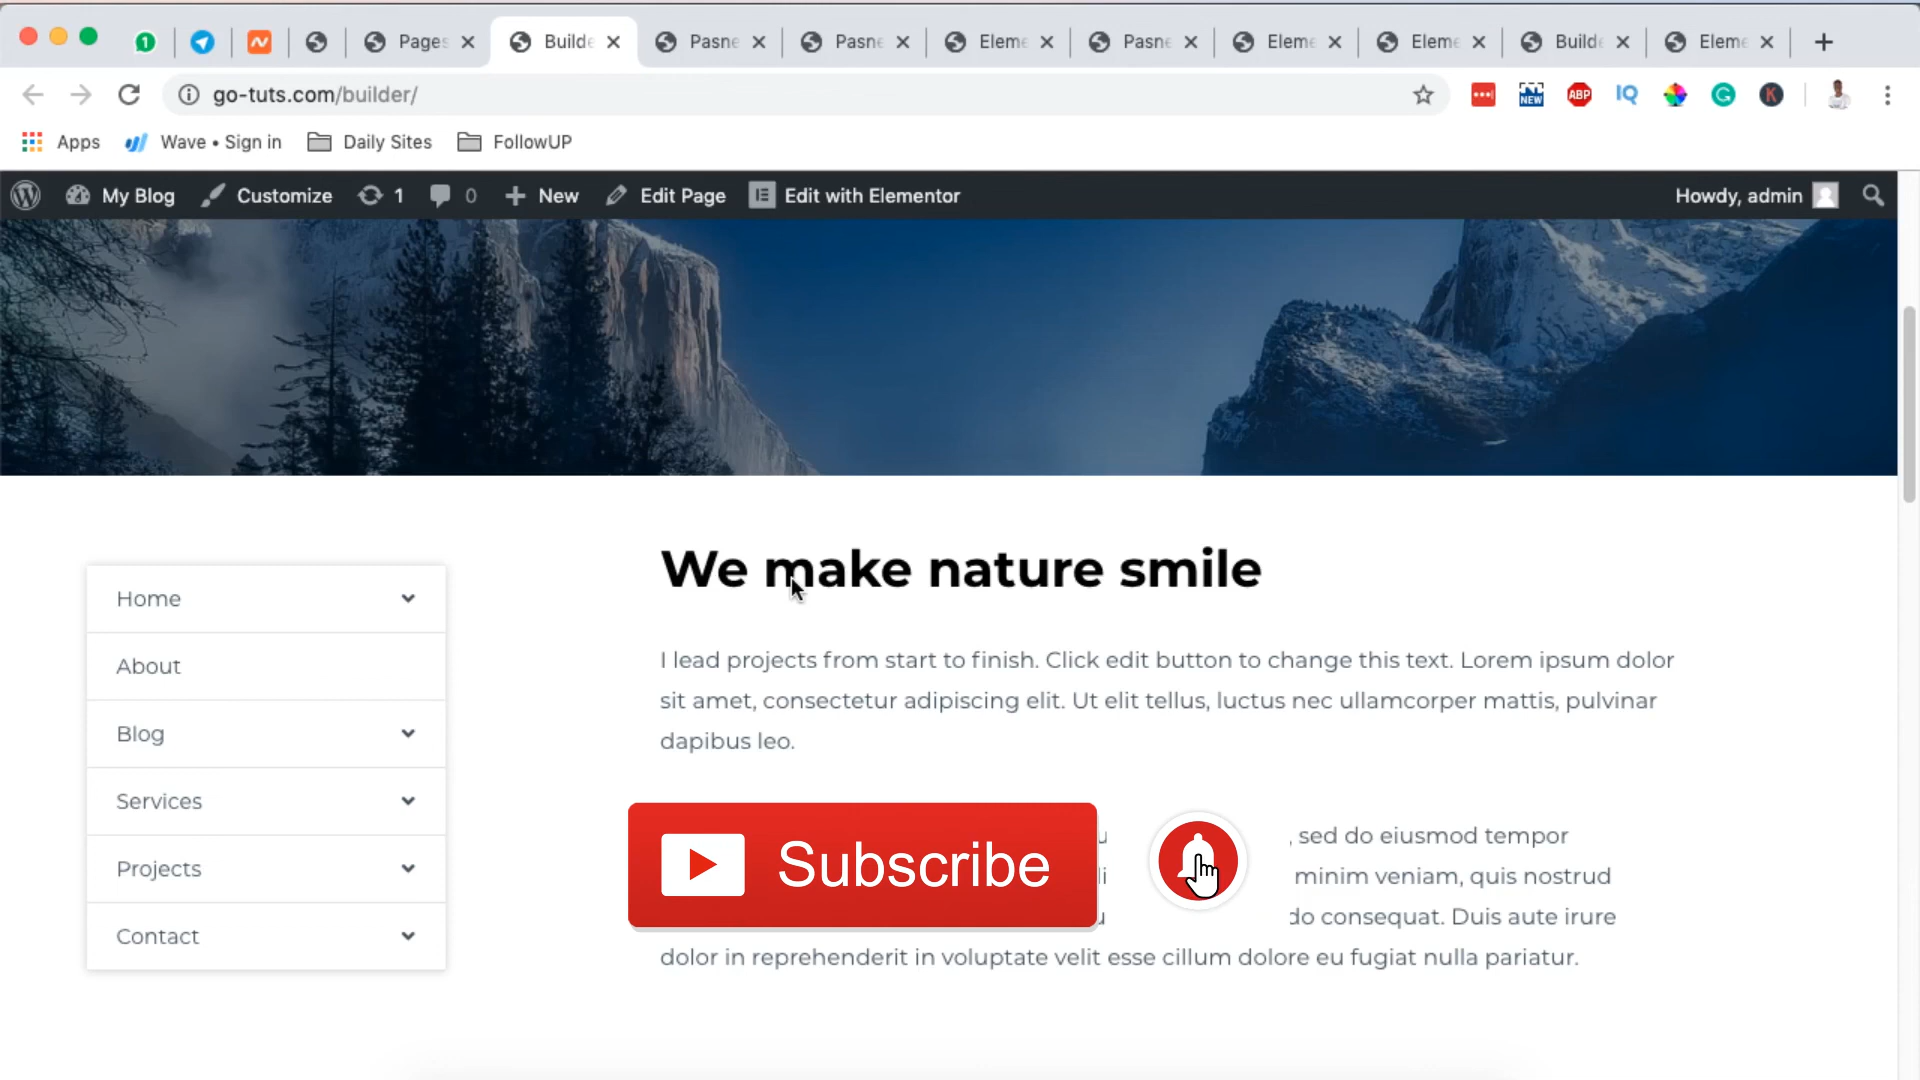 1
Pages
Builde
Pasne
Pasne
Eleme
Pasne
Eleme
Eleme
Builde
Eleme
go-tuts.com/builder/
NEW
ABP
IQ
G
K
Apps
Wave • Sign in
Daily Sites
FollowUP
My Blog
Customize
1
0
New
Edit Page
Edit with Elementor
Howdy, admin
Home
About
Blog
Services
Projects
Contact
We make nature smile
I lead projects from start to finish. Click edit button to change this text. Lorem ipsum dolor
sit amet, consectetur adipiscing elit. Ut elit tellus, luctus nec ullamcorper mattis, pulvinar
dapibus leo.
Subscribe
, sed do eiusmod tempor
minim veniam, quis nostrud
do consequat. Duis aute irure
dolor in reprehenderit in voluptate velit esse cillum dolore eu fugiat nulla pariatur.